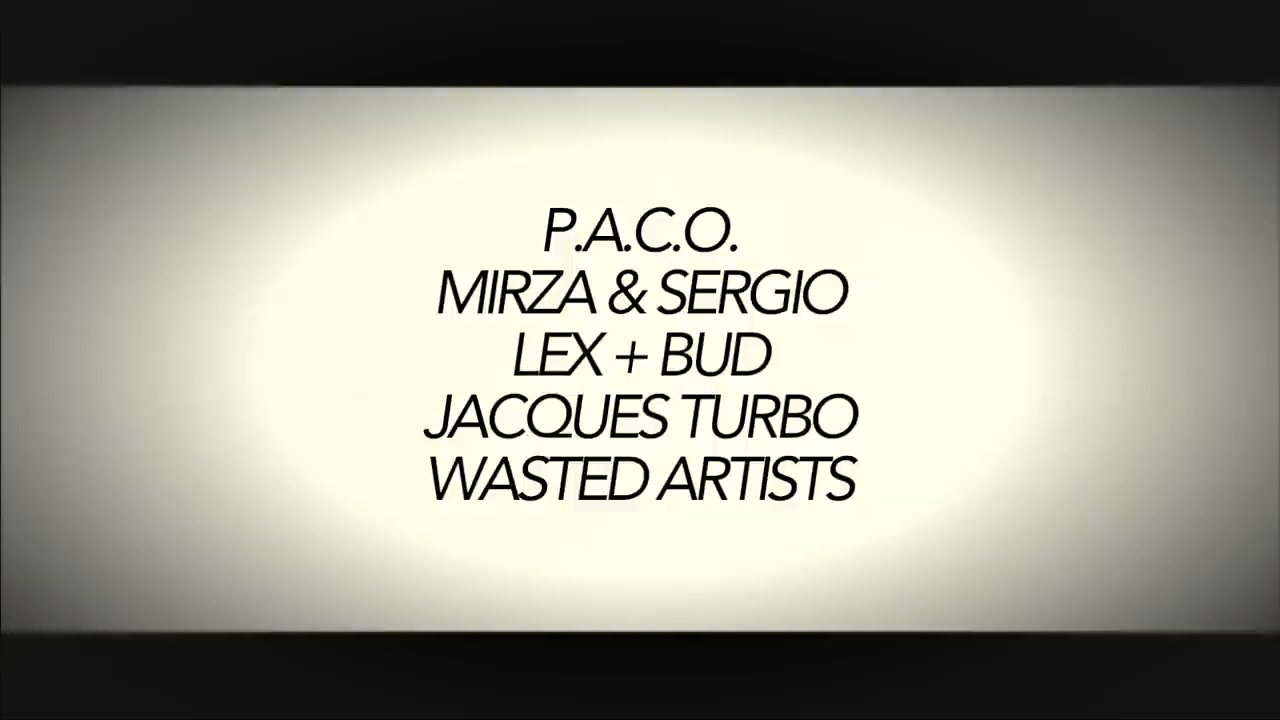 P.A.C.O.
MIRZA & SERGIO
LEX + BUD
JACQUES TURBO
WASTED ARTISTS